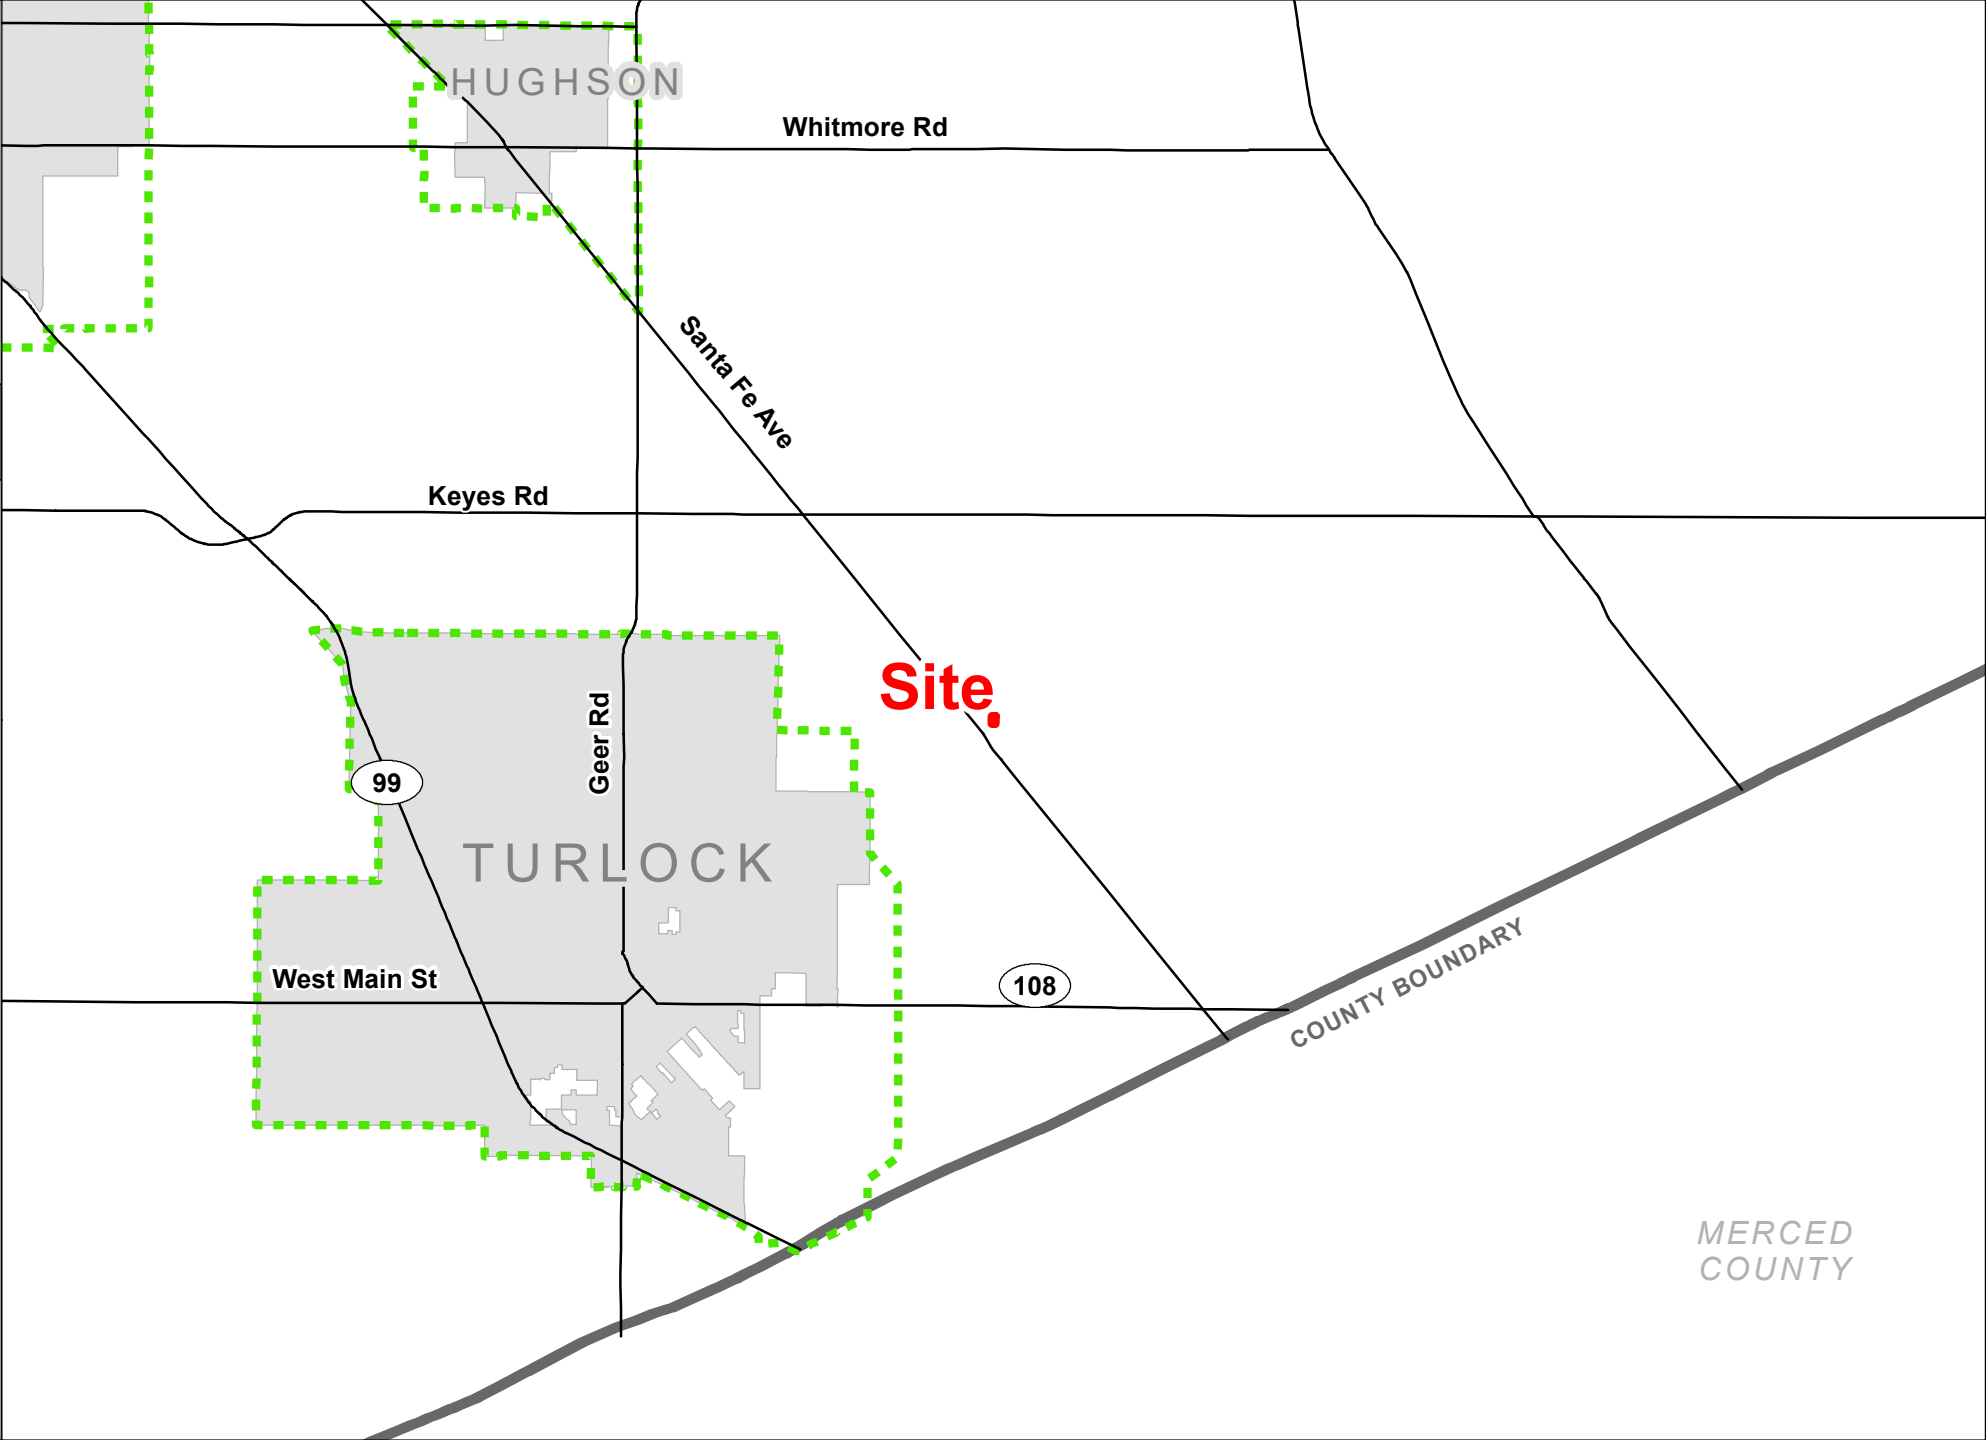 HUGHSON
Whitmore Rd
Santa Fe Ave
Keyes Rd
Site
Geer Rd
99
TURLOCK
West Main St
108
COUNTY BOUNDARY
MERCED
COUNTY